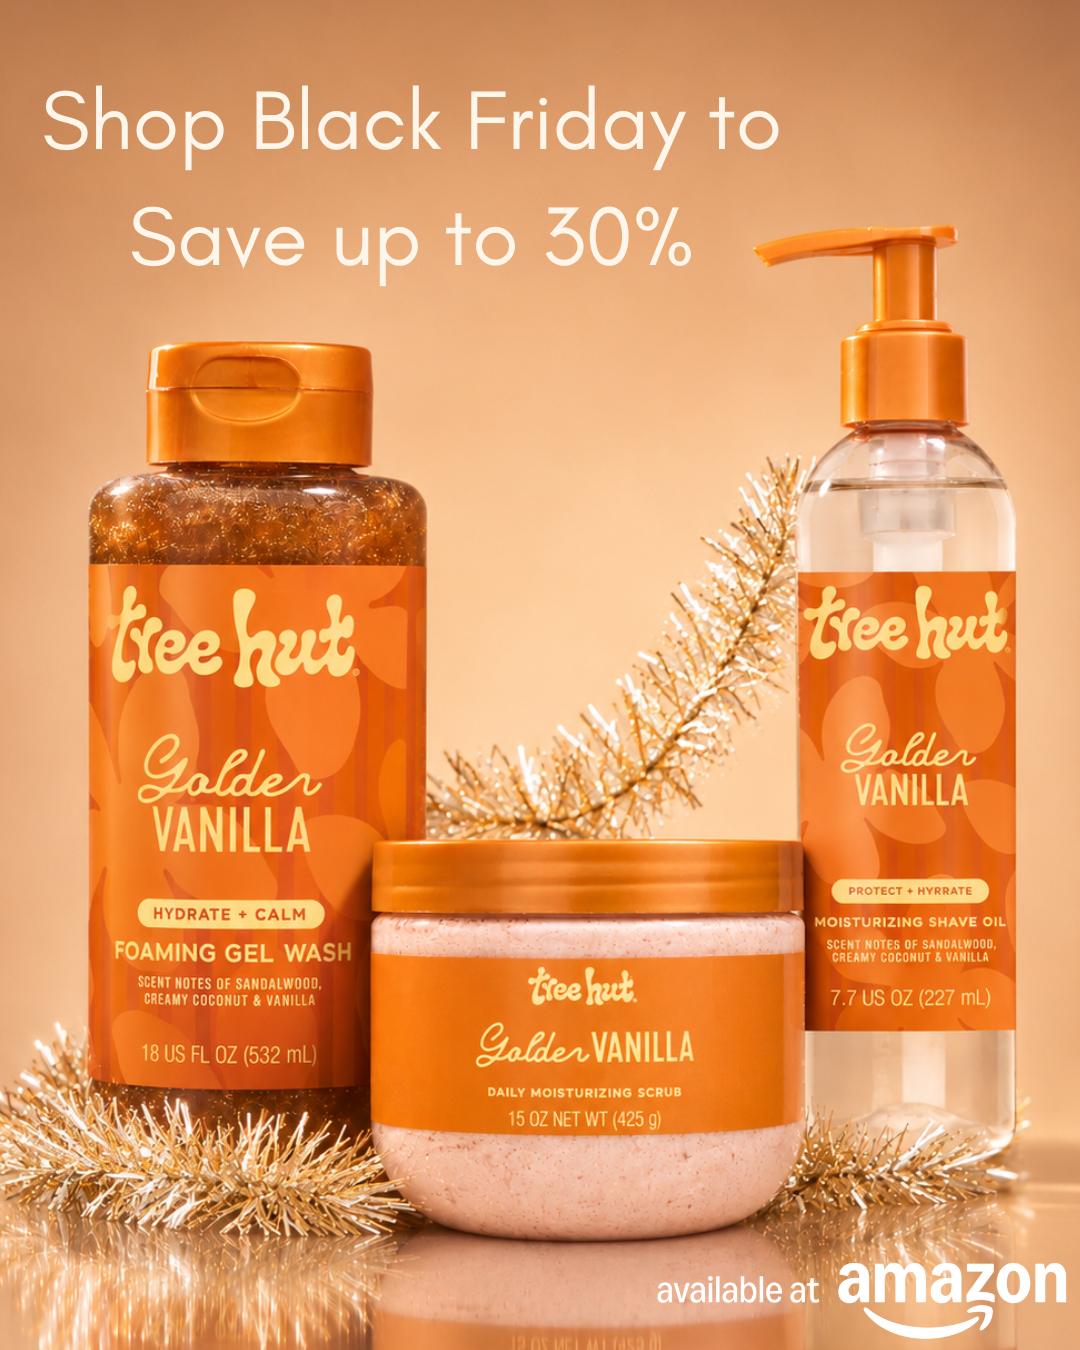 Shop Black Friday to
Save up to 30%
tree hut®
Golden
VANILLA
HYDRATE + CALM
FOAMING GEL WASH
SCENT NOTES OF SANDALWOOD,
CREAMY COCONUT & VANILLA
18 US FL OZ (532 mL)
tree hut®
Golden VANILLA
DAILY MOISTURIZING SCRUB
15 OZ NET WT (425 g)
tree hut®
Golden
VANILLA
PROTECT + HYRRATE
MOISTURIZING SHAVE OIL
SCENT NOTES OF SANDALWOOD,
CREAMY COCONUT & VANILLA
7.7 US OZ (227 mL)
available at amazon